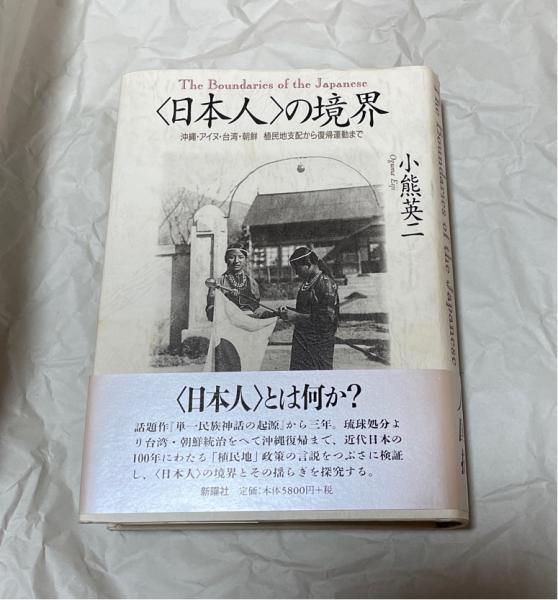 The Boundaries of the Japanese
〈日本人〉の境界
沖縄・アイヌ・台湾・朝鮮 植民地支配から復帰運動まで
小熊英二
Oguma Eiji
〈日本人〉とは何か?
話題作『単一民族神話の起源』から三年。琉球処分よ
り台湾・朝鮮統治をへて沖縄復帰まで、近代日本の
100年にわたる「植民地」政策の言説をつぶさに検証
し、〈日本人〉の境界とその揺らぎを探究する。
新曜社 定価:本体5800円+税
The Boundaries of the Japanese